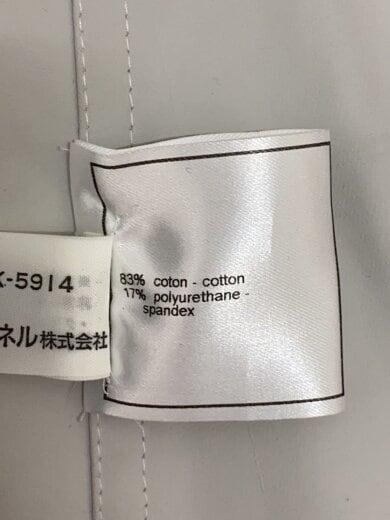 -5914
ネル株式会社
83% coton - cotton
17% polyurethane -
spandex